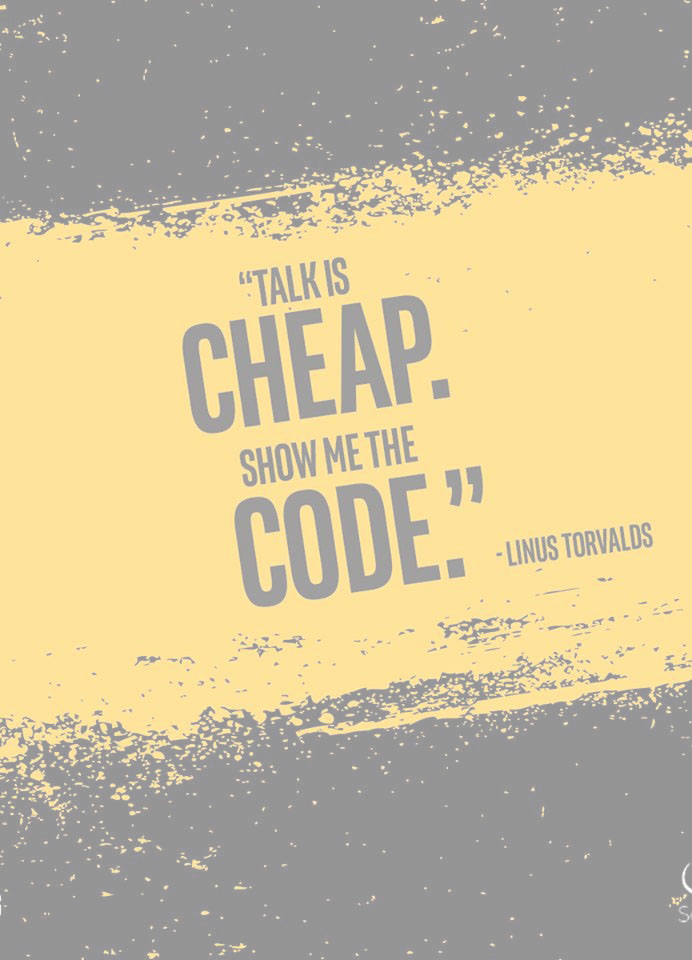 “TALK IS
CHEAP.
SHOW ME THE
CODE.”
- LINUS TORVALDS